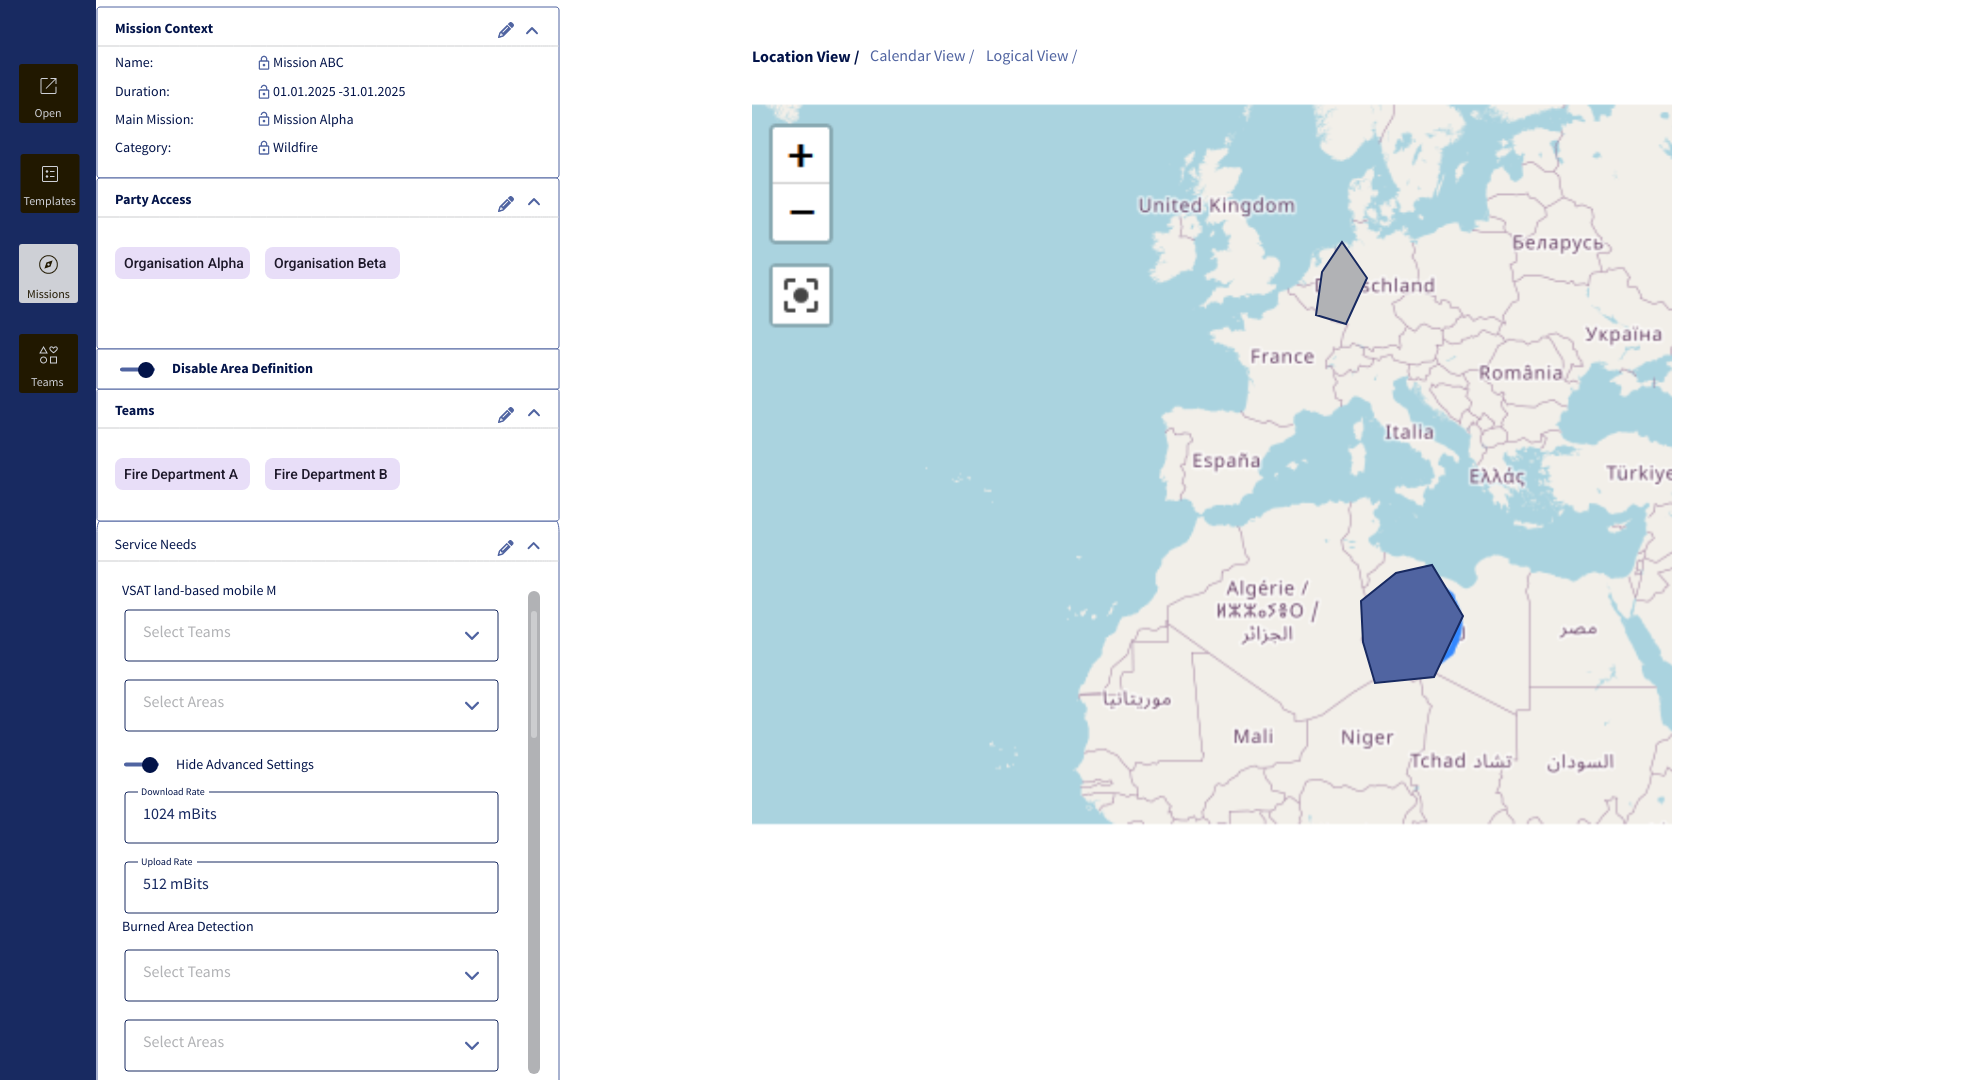 Open
Templates
Missions
Teams
Mission Context
Name: Mission ABC
Duration: 01.01.2025 -31.01.2025
Main Mission: Mission Alpha
Category: Wildfire
Party Access
Organisation Alpha Organisation Beta
Disable Area Definition
Teams
Fire Department A Fire Department B
Service Needs
VSAT land-based mobile M
Select Teams
Select Areas
Hide Advanced Settings
Download Rate
1024 mBits
Upload Rate
512 mBits
Burned Area Detection
Select Teams
Select Areas
Location View / Calendar View / Logical View /
+
−
United Kingdom
Беларусь
schland
Україна
France
România
Italia
España
Ελλάς
Türkiye
Algérie /
ⵍⵣⵣⴰⵢⴻⵔ /
الجزائر
مصر
موريتانيا
Mali
Niger
Tchad تشاد
السودان